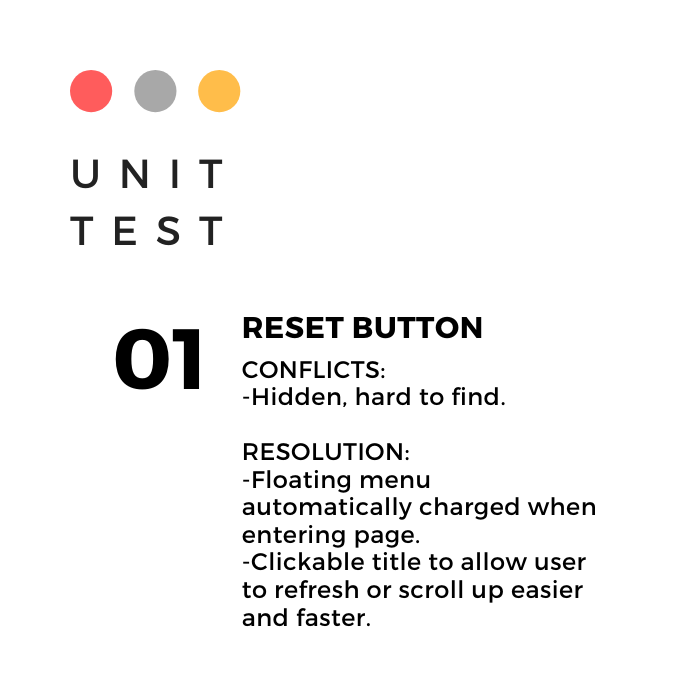 UNIT
TEST
01
RESET BUTTON
CONFLICTS:
-Hidden, hard to find.
RESOLUTION:
-Floating menu
automatically charged when
entering page.
-Clickable title to allow user
to refresh or scroll up easier
and faster.